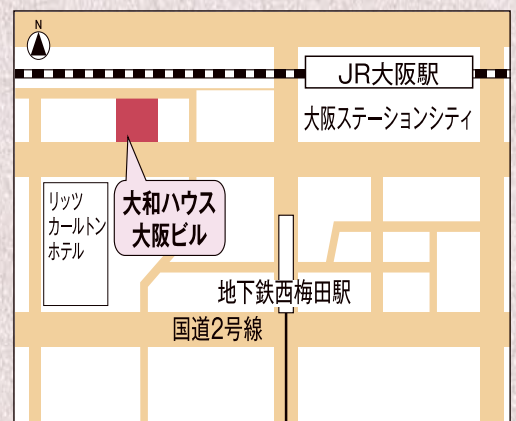 N
JR大阪駅
大阪ステーションシティ
リッツ
カールトン
ホテル
大和ハウス
大阪ビル
地下鉄西梅田駅
国道2号線